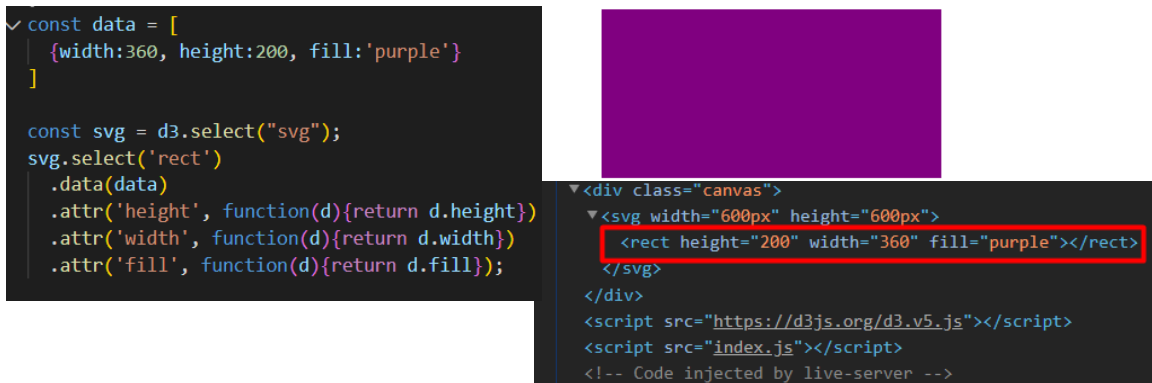 const data = [
{width:360, height:200, fill:'purple'}
]
const svg = d3.select("svg");
svg.select('rect')
.data(data)
.attr('height', function(d){return d.height})
.attr('width', function(d){return d.width})
.attr('fill', function(d){return d.fill});
<div class="canvas">
<svg width="600px" height="600px">
<rect height="200" width="360" fill="purple"></rect>
</svg>
</div>
<script src="https://d3js.org/d3.v5.js"></script>
<script src="index.js"></script>
<!-- Code injected by live-server -->